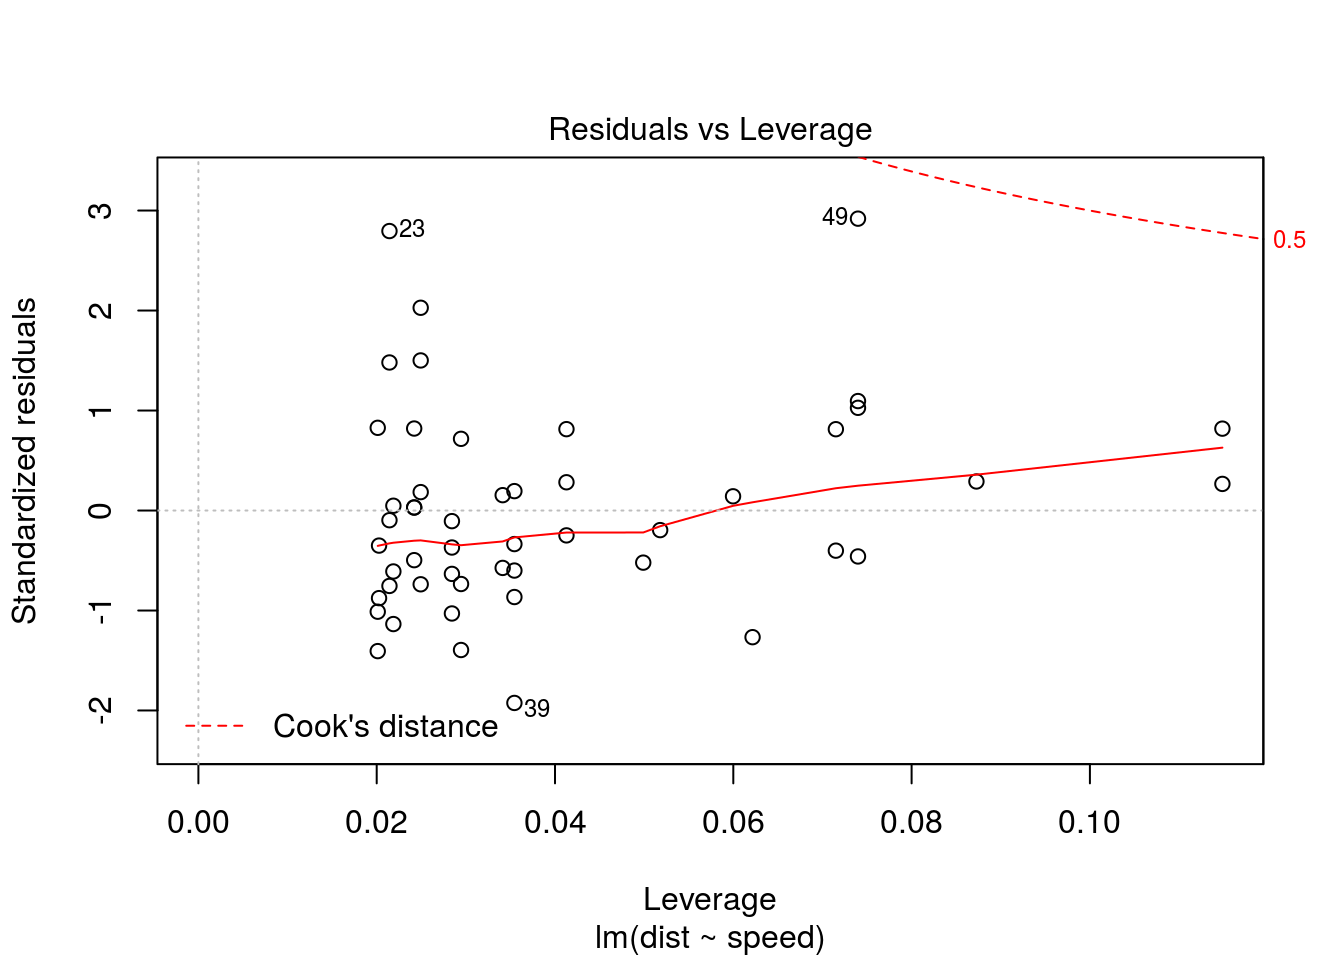 Residuals vs Leverage
Standardized residuals
3
2
1
0
-1
-2
23
49
39
0.5
Cook's distance
0.00 0.02 0.04 0.06 0.08 0.10
Leverage
lm(dist ~ speed)